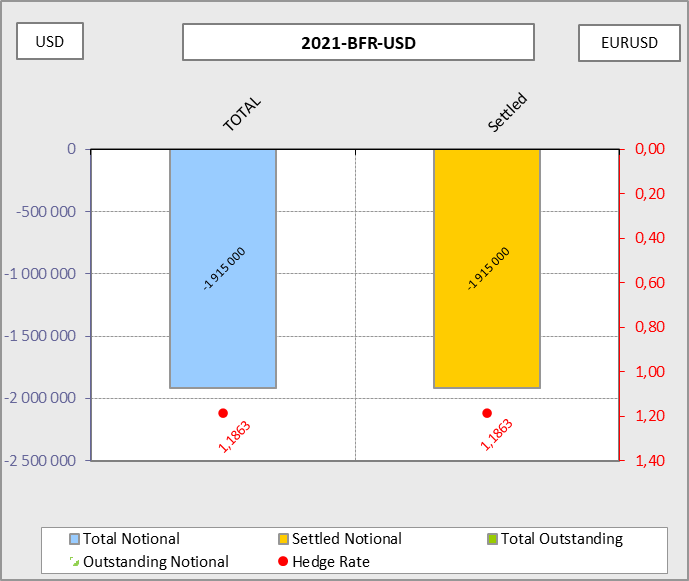 USD
2021-BFR-USD
EURUSD
TOTAL
Settled
0
0,00
-500 000
0,20
0,40
-1 000 000
0,60
-1 500 000
0,80
1,00
-2 000 000
1,20
-2 500 000
1,40
-1 915 000
-1 915 000
1,1863
1,1863
Total Notional
Settled Notional
Total Outstanding
Outstanding Notional
Hedge Rate